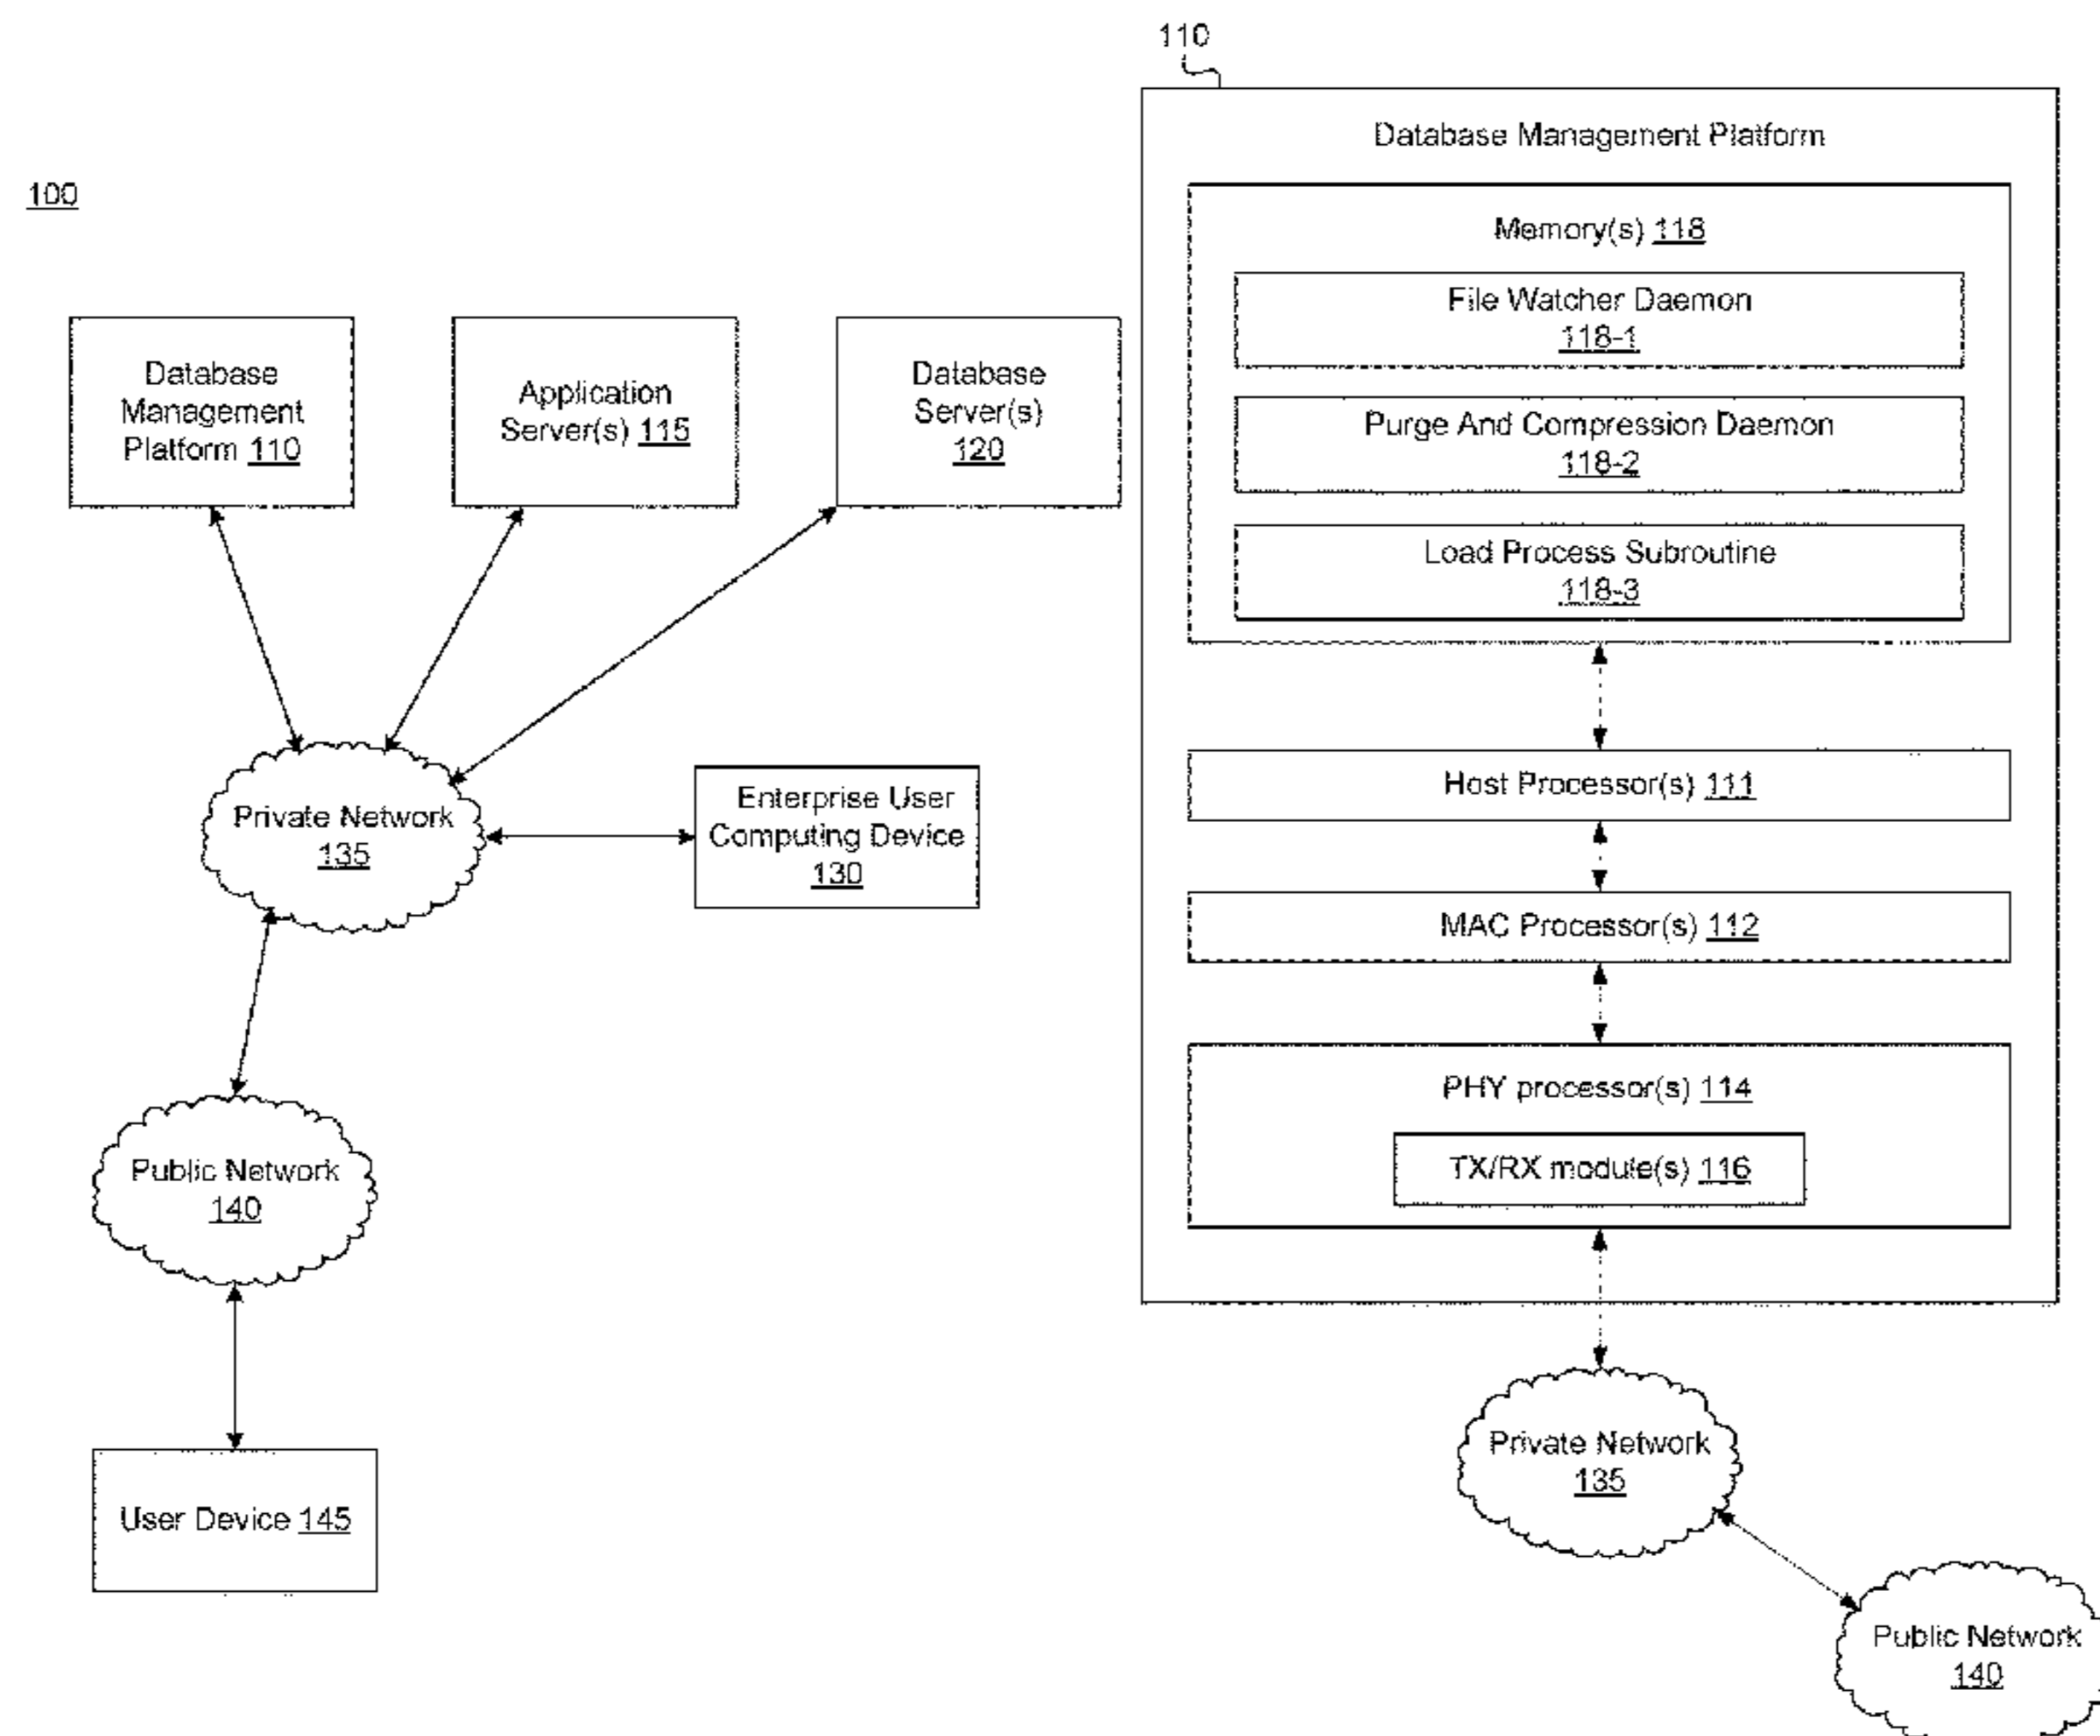 100
Database
Management
Platform 110
Application
Server(s) 115
Database
Server(s)
120
Private Network
135
Enterprise User
Computing Device
130
Public Network
140
User Device 145
110
Database Management Platform
Memory(s) 118
File Watcher Daemon
118-1
Purge And Compression Daemon
118-2
Load Process Subroutine
118-3
Host Processor(s) 111
MAC Processor(s) 112
PHY processor(s) 114
TX/RX module(s) 116
Private Network
135
Public Network
140